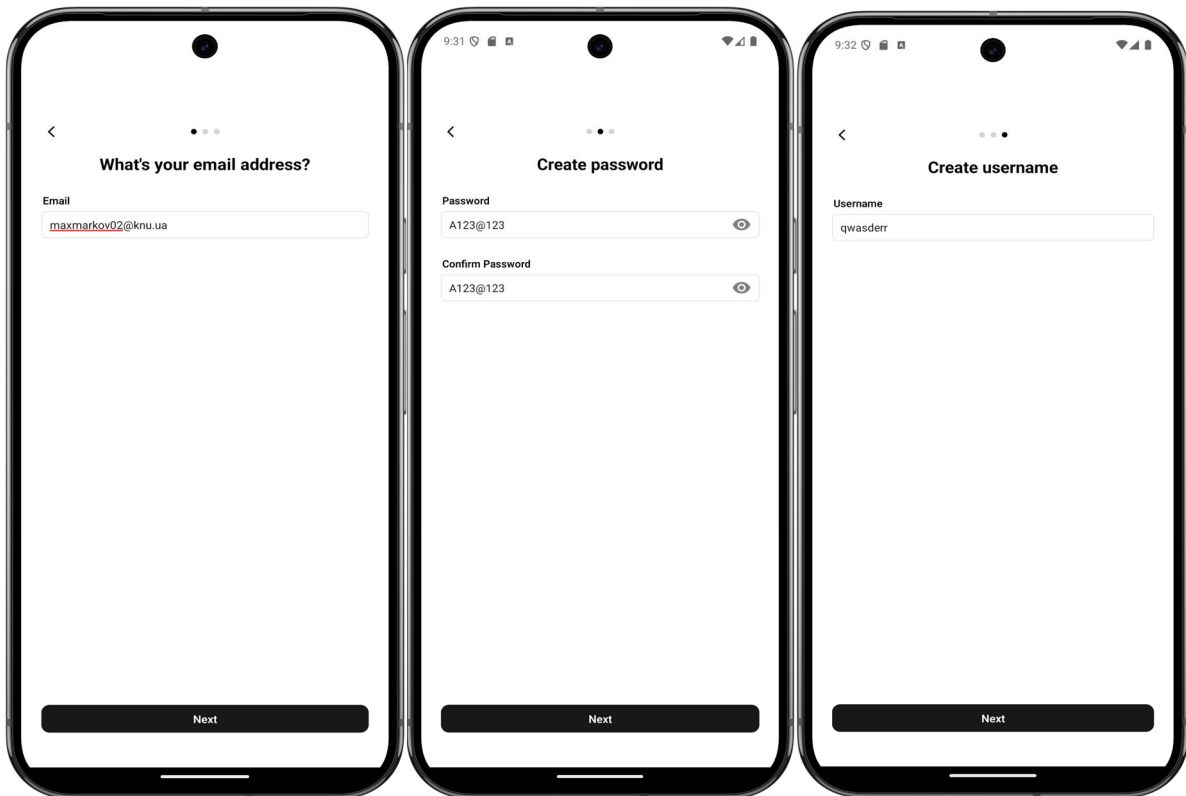 What's your email address?
Email
maxmarkov02@knu.ua
Next
9:31
Create password
Password
A123@123
Confirm Password
A123@123
Next
9:32
Create username
Username
qwasderr
Next